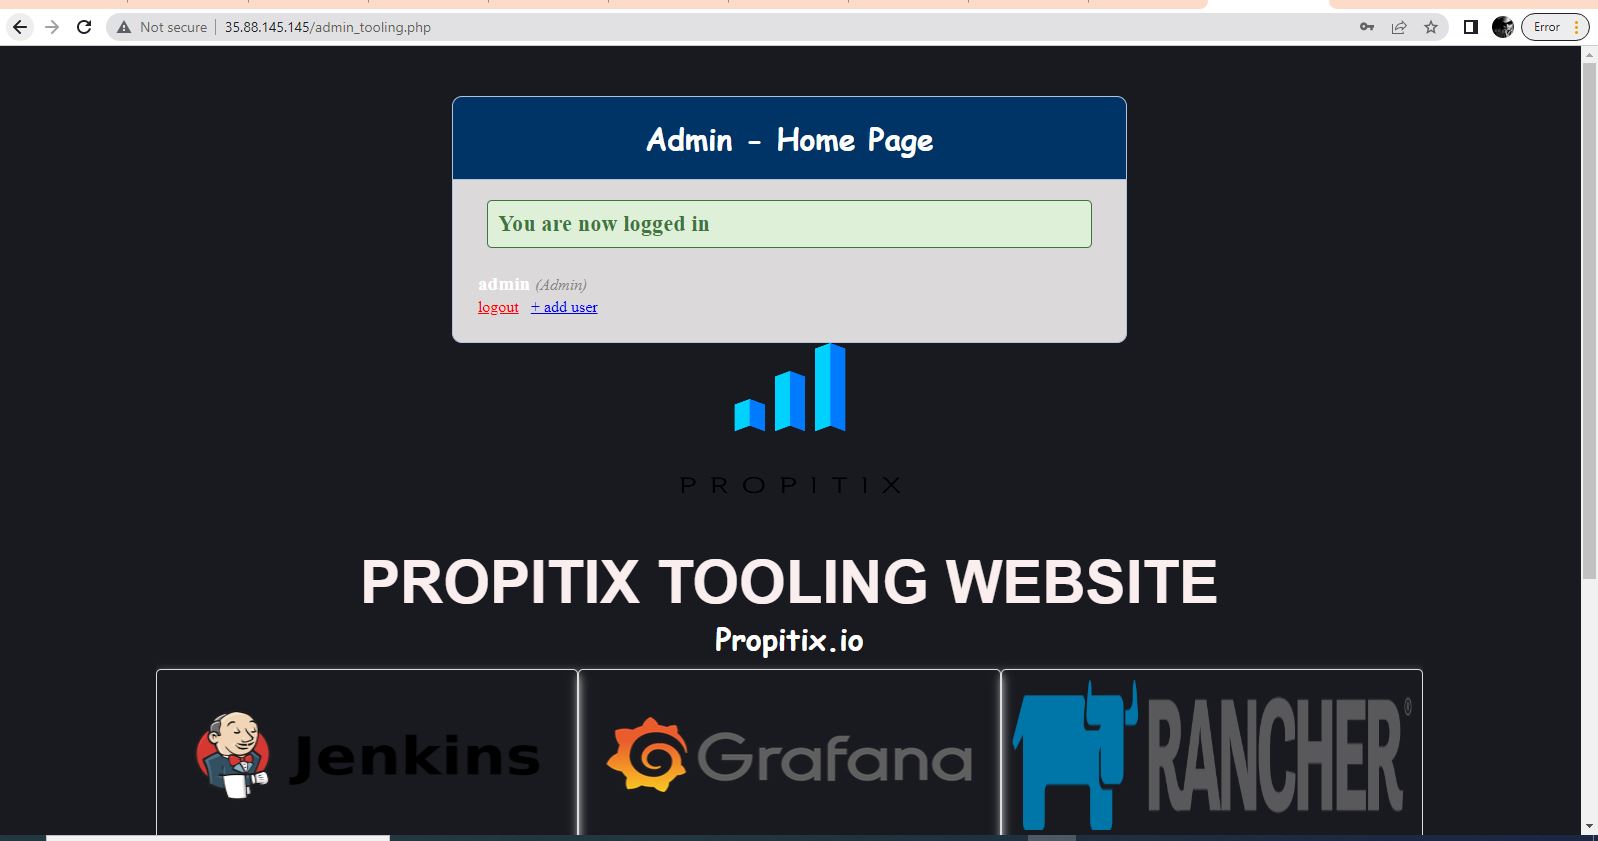 Not secure 35.88.145.145/admin_tooling.php Error
Admin - Home Page
You are now logged in
admin (Admin)
logout + add user
PROPITIX
PROPITIX TOOLING WEBSITE
Propitix.io
Jenkins Grafana RANCHER®